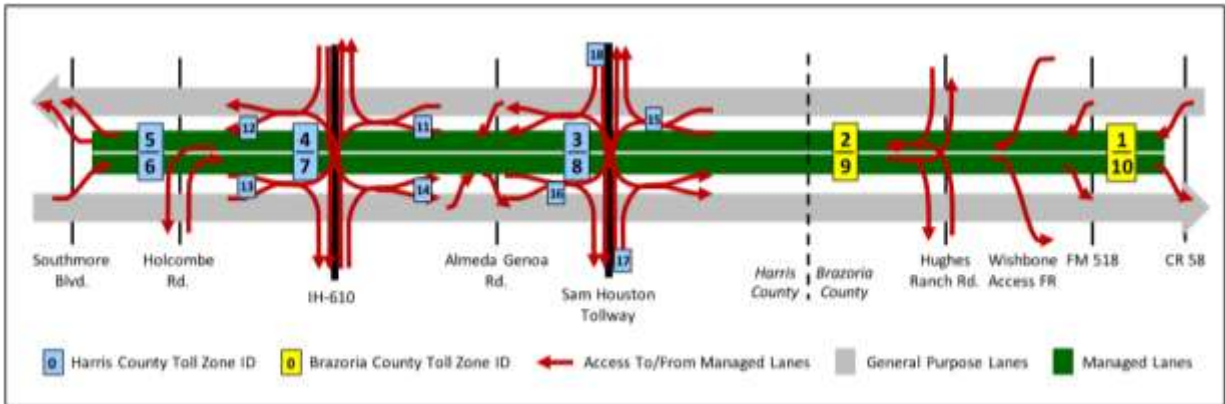 18
12
11
15
5
6
4
7
3
8
2
9
1
10
13
14
16
17
Southmore
Blvd.
Holcombe
Rd.
IH-610
Almeda Genoa
Rd.
Sam Houston
Tollway
Harris
County
Brazoria
County
Hughes
Ranch Rd.
Wishbone
Access FR
FM 518
CR 58
0 Harris County Toll Zone ID
0 Brazoria County Toll Zone ID
Access To/From Managed Lanes
General Purpose Lanes
Managed Lanes